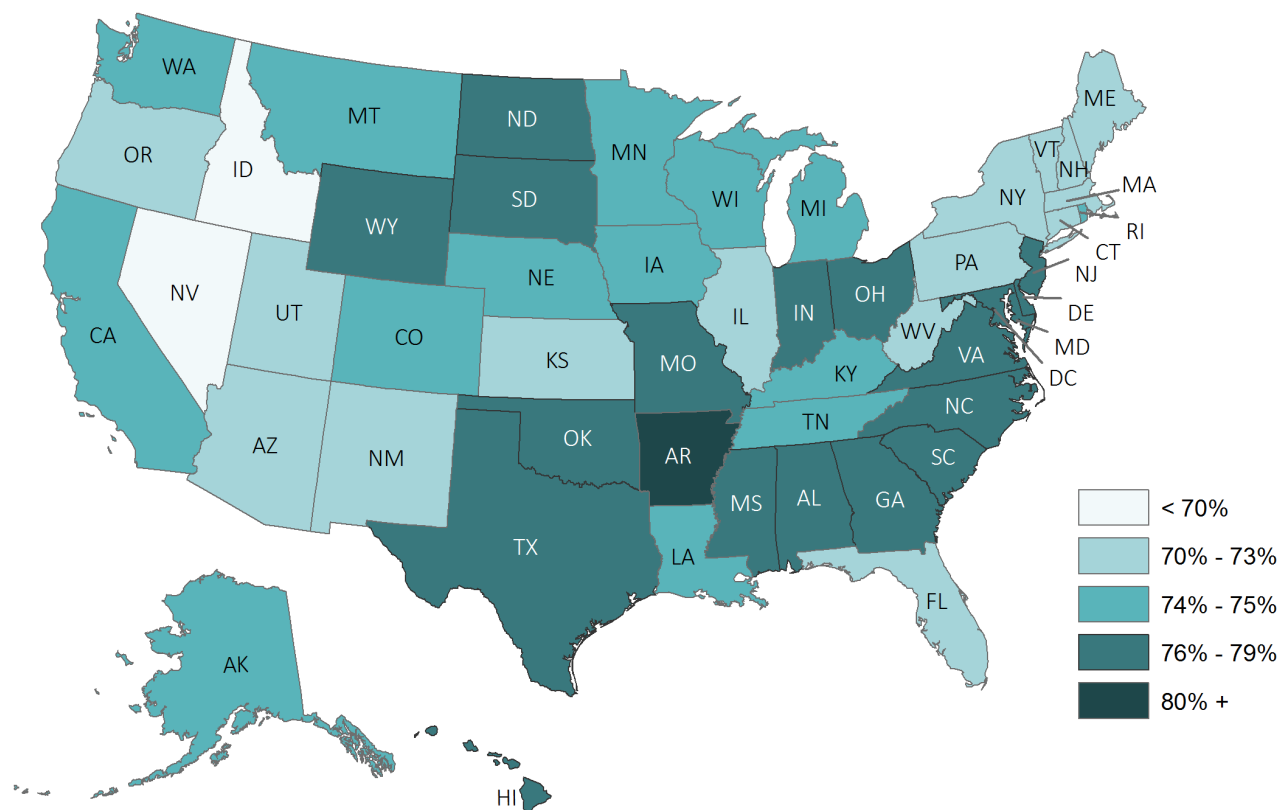 WA
MT
ND
MN
ME
OR
ID
SD
WI
MI
VT
NH
NY
MA
RI
CT
WY
IA
PA
NJ
NV
UT
NE
CO
IL
IN
OH
DE
MD
DC
CA
KS
MO
WV
VA
KY
NC
TN
AZ
NM
OK
AR
SC
MS
AL
GA
TX
LA
FL
AK
HI
< 70%
70% - 73%
74% - 75%
76% - 79%
80% +